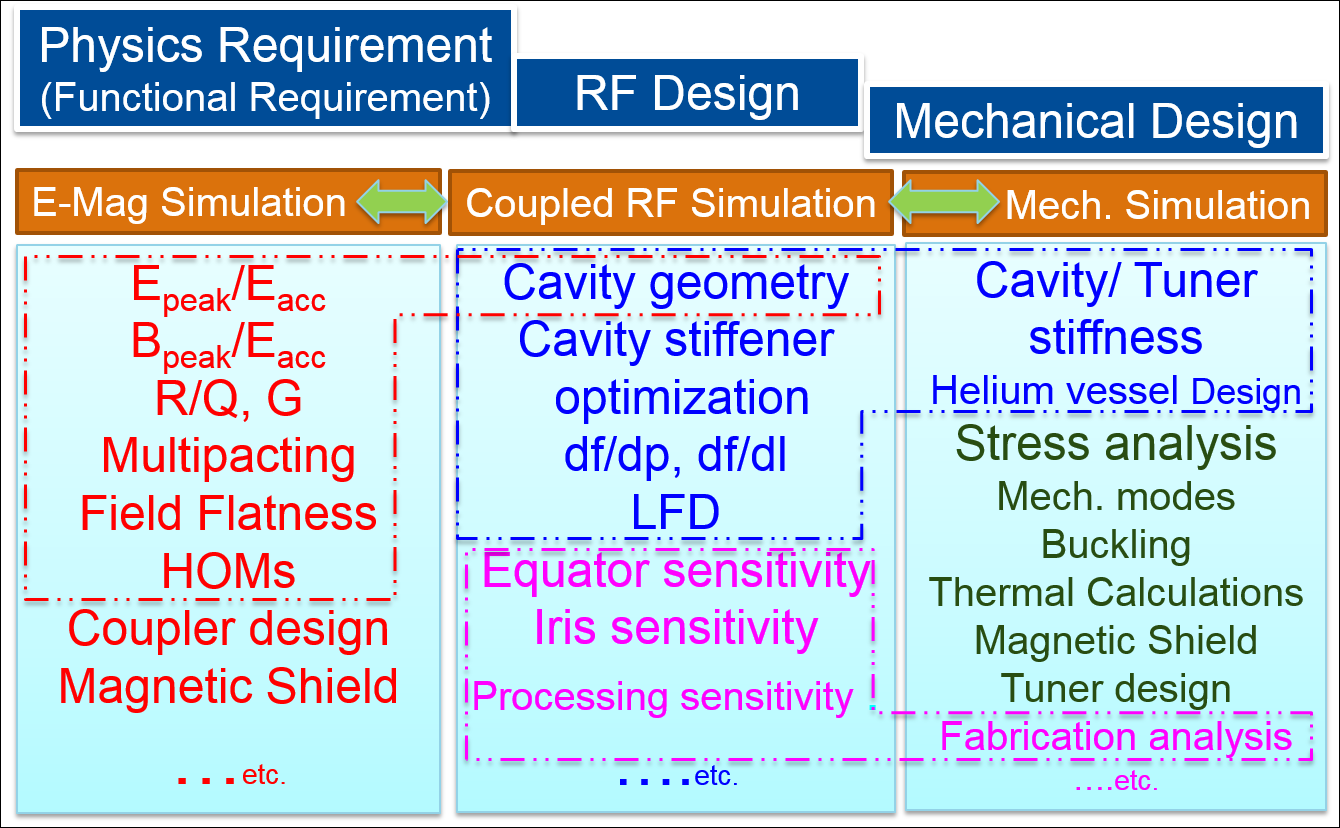 Physics Requirement
(Functional Requirement)
RF Design
Mechanical Design
E-Mag Simulation
Coupled RF Simulation
Mech. Simulation
Epeak/Eacc
Bpeak/Eacc
R/Q, G
Multipacting
Field Flatness
HOMs
Coupler design
Magnetic Shield
...etc.
Cavity geometry
Cavity stiffener
optimization
df/dp, df/dl
LFD
Equator sensitivity
Iris sensitivity
Processing sensitivity
....etc.
Cavity/ Tuner
stiffness
Helium vessel Design
Stress analysis
Mech. modes
Buckling
Thermal Calculations
Magnetic Shield
Tuner design
Fabrication analysis
....etc.